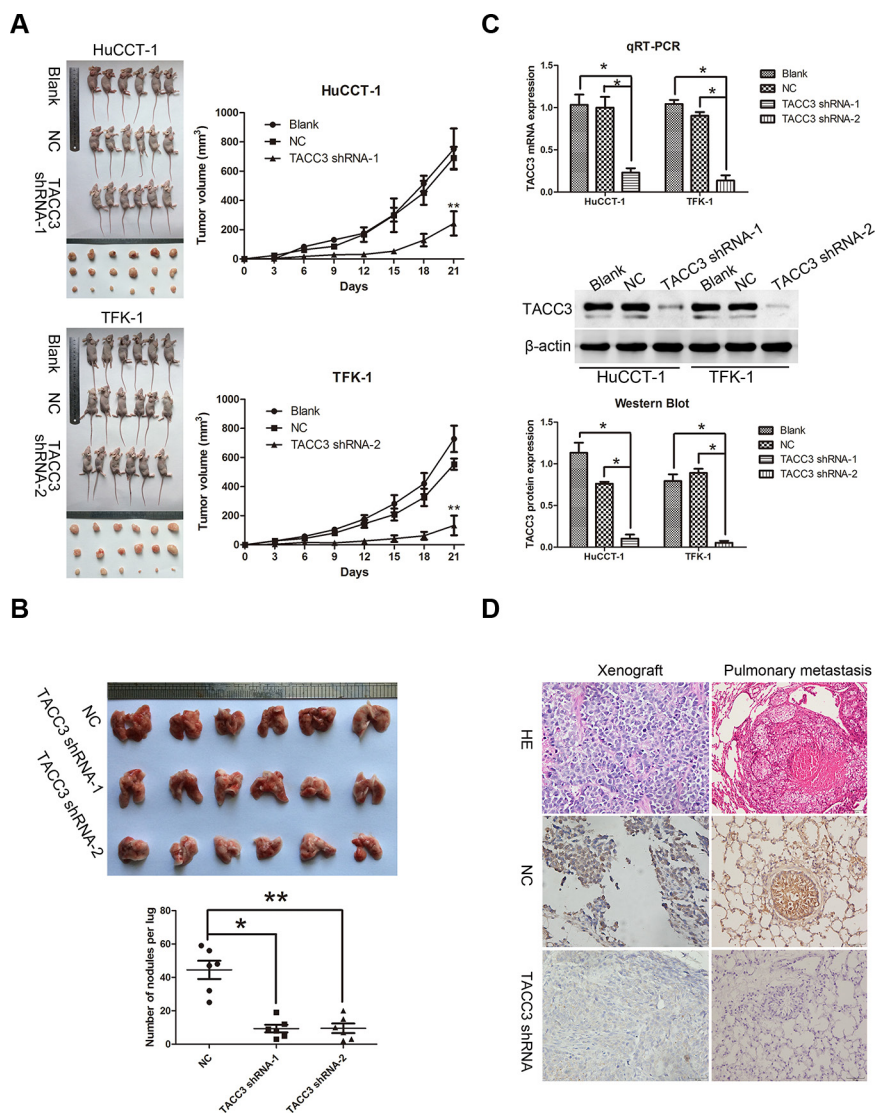 A
HuCCT-1
Blank
NC
TACC3
shRNA-1
HuCCT-1
Tumor volume (mm3)
1000
800
600
400
200
0
Blank
NC
TACC3 shRNA-1
**
0 3 6 9 12 15 18 21
Days
TFK-1
Blank
NC
TACC3
shRNA-2
TFK-1
Tumor volume (mm3)
1000
800
600
400
200
0
Blank
NC
TACC3 shRNA-2
**
0 3 6 9 12 15 18 21
Days
C
qRT-PCR
TACC3 mRNA expression
1.5
1.0
0.5
0.0
* *
* *
Blank
NC
TACC3 shRNA-1
TACC3 shRNA-2
HuCCT-1 TFK-1
Blank NC TACC3 shRNA-1 Blank NC TACC3 shRNA-2
TACC3
β-actin
HuCCT-1 TFK-1
Western Blot
TACC3 protein expression
1.5
1.0
0.5
0.0
* *
* *
Blank
NC
TACC3 shRNA-1
TACC3 shRNA-2
HuCCT-1 TFK-1
B
NC
TACC3 shRNA-1
TACC3 shRNA-2
Number of nodules per lug
80
60
40
20
0
**
*
NC TACC3 shRNA-1 TACC3 shRNA-2
D
Xenograft Pulmonary metastasis
HE
NC
TACC3 shRNA